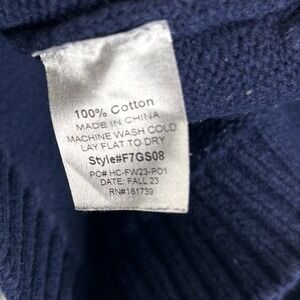 100% Cotton
MADE IN CHINA
MACHINE WASH COLD
LAY FLAT TO DRY
Style#F7GS08
PO# HC-FW23-P01
DATE: FALL 23
RN#161739